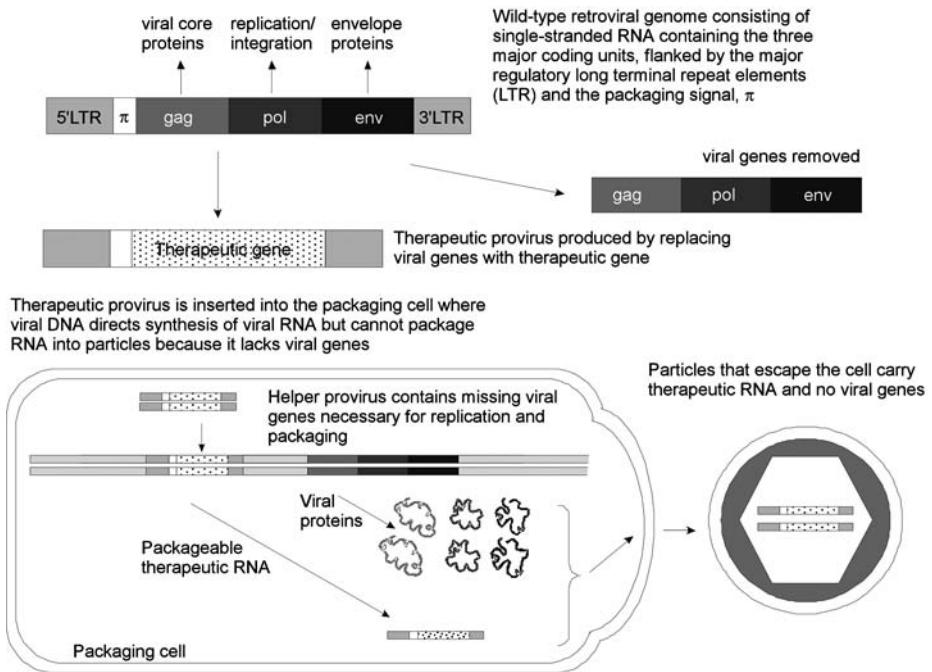 viral core
proteins
replication/
integration
envelope
proteins
Wild-type retroviral genome consisting of
single-stranded RNA containing the three
major coding units, flanked by the major
regulatory long terminal repeat elements
(LTR) and the packaging signal, π
5'LTR π gag pol env 3'LTR
viral genes removed
gag pol env
Therapeutic gene
Therapeutic provirus produced by replacing
viral genes with therapeutic gene
Therapeutic provirus is inserted into the packaging cell where
viral DNA directs synthesis of viral RNA but cannot package
RNA into particles because it lacks viral genes
Particles that escape the cell carry
therapeutic RNA and no viral genes
Helper provirus contains missing viral
genes necessary for replication and
packaging
Viral
proteins
Packageable
therapeutic RNA
Packaging cell